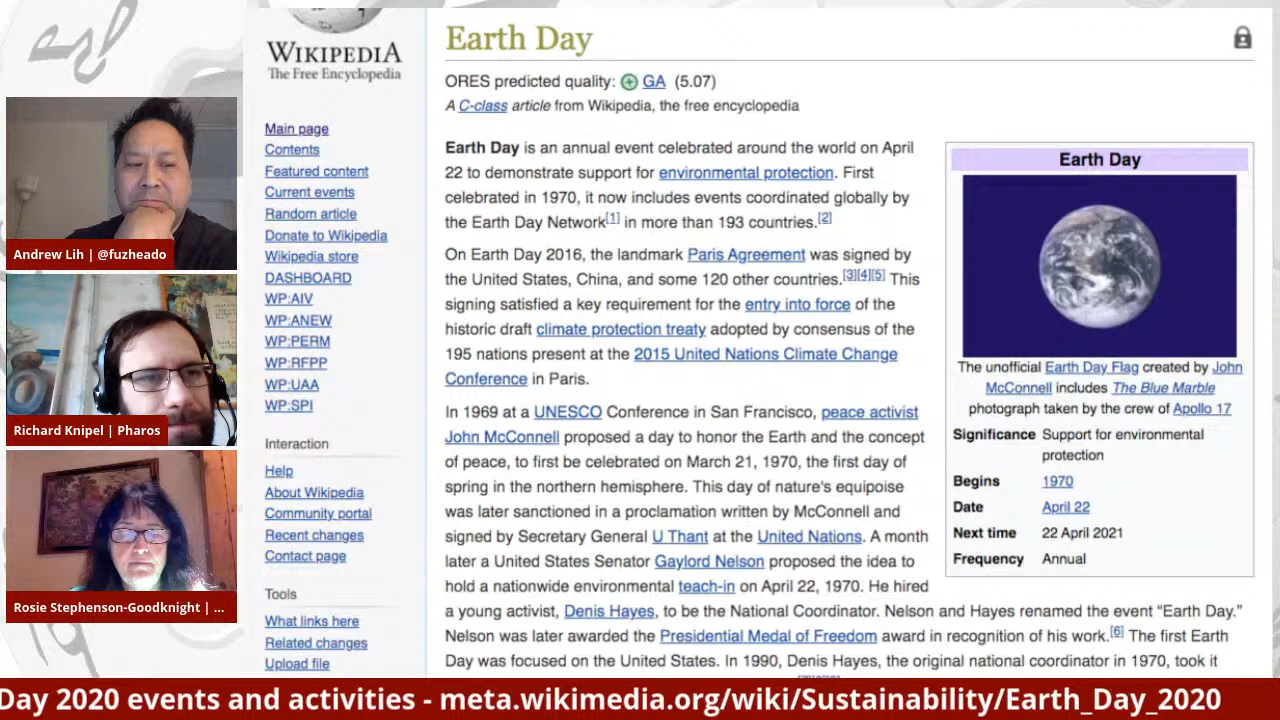 WIKIPEDIA
The Free Encyclopedia
Main page
Contents
Featured content
Current events
Random article
Donate to Wikipedia
Wikipedia store
DASHBOARD
WP:AIV
WP:ANEW
WP:PERM
WP:RFPP
WP:UAA
WP:SPI
Interaction
Help
About Wikipedia
Community portal
Recent changes
Contact page
Tools
What links here
Related changes
Upload file
Earth Day
ORES predicted quality: GA (5.07)
A C-class article from Wikipedia, the free encyclopedia
Earth Day is an annual event celebrated around the world on April
22 to demonstrate support for environmental protection. First
celebrated in 1970, it now includes events coordinated globally by
the Earth Day Network[1] in more than 193 countries.[2]
On Earth Day 2016, the landmark Paris Agreement was signed by
the United States, China, and some 120 other countries.[3][4][5] This
signing satisfied a key requirement for the entry into force of the
historic draft climate protection treaty adopted by consensus of the
195 nations present at the 2015 United Nations Climate Change
Conference in Paris.
In 1969 at a UNESCO Conference in San Francisco, peace activist
John McConnell proposed a day to honor the Earth and the concept
of peace, to first be celebrated on March 21, 1970, the first day of
spring in the northern hemisphere. This day of nature's equipoise
was later sanctioned in a proclamation written by McConnell and
signed by Secretary General U Thant at the United Nations. A month
later a United States Senator Gaylord Nelson proposed the idea to
hold a nationwide environmental teach-in on April 22, 1970. He hired
a young activist, Denis Hayes, to be the National Coordinator. Nelson and Hayes renamed the event “Earth Day.”
Nelson was later awarded the Presidential Medal of Freedom award in recognition of his work.[6] The first Earth
Day was focused on the United States. In 1990, Denis Hayes, the original national coordinator in 1970, took it
Earth Day
The unofficial Earth Day Flag created by John
McConnell includes The Blue Marble
photograph taken by the crew of Apollo 17
Significance Support for environmental
protection
Begins 1970
Date April 22
Next time 22 April 2021
Frequency Annual
Andrew Lih | @fuzheado
Richard Knipel | Pharos
Rosie Stephenson-Goodknight | ...
Day 2020 events and activities - meta.wikimedia.org/wiki/Sustainability/Earth_Day_2020